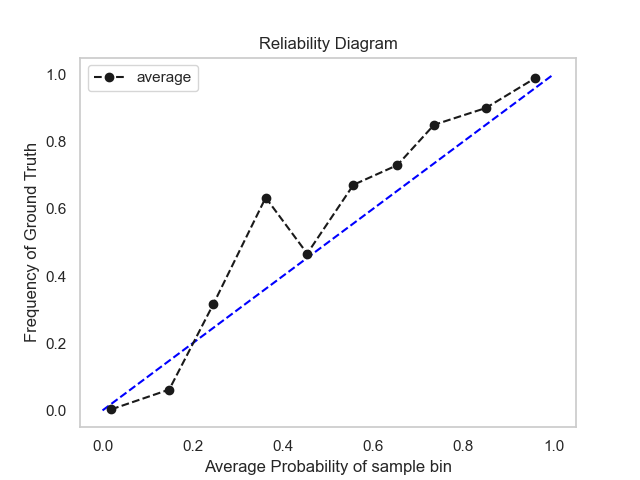 Reliability Diagram
average
Frequency of Ground Truth
1.0
0.8
0.6
0.4
0.2
0.0
0.0 0.2 0.4 0.6 0.8 1.0
Average Probability of sample bin